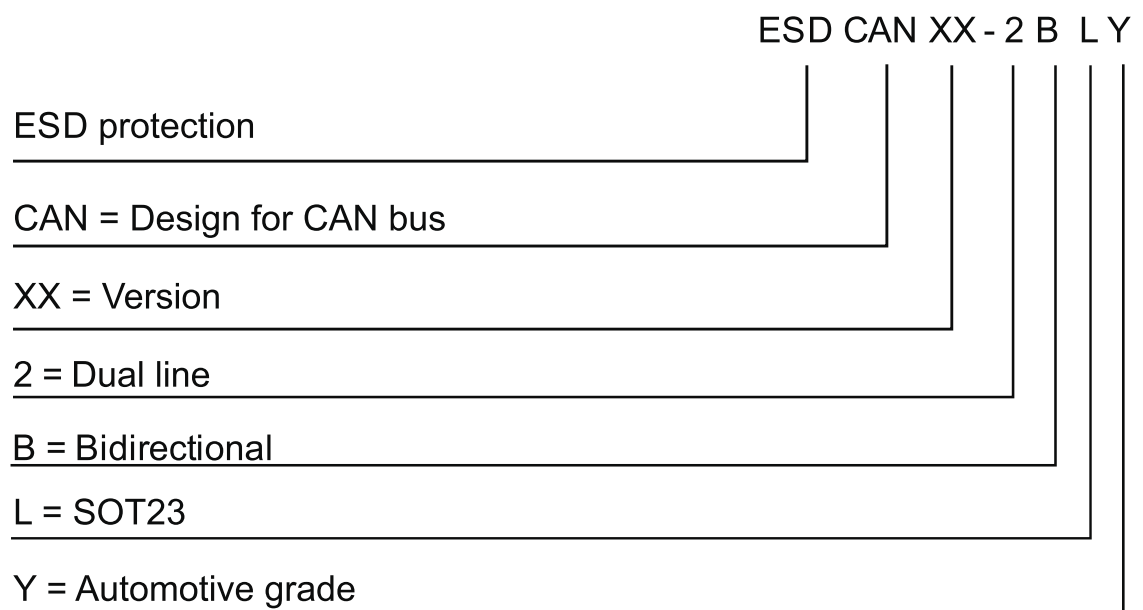 ESD CAN XX - 2 B L Y
ESD protection
CAN = Design for CAN bus
XX = Version
2 = Dual line
B = Bidirectional
L = SOT23
Y = Automotive grade